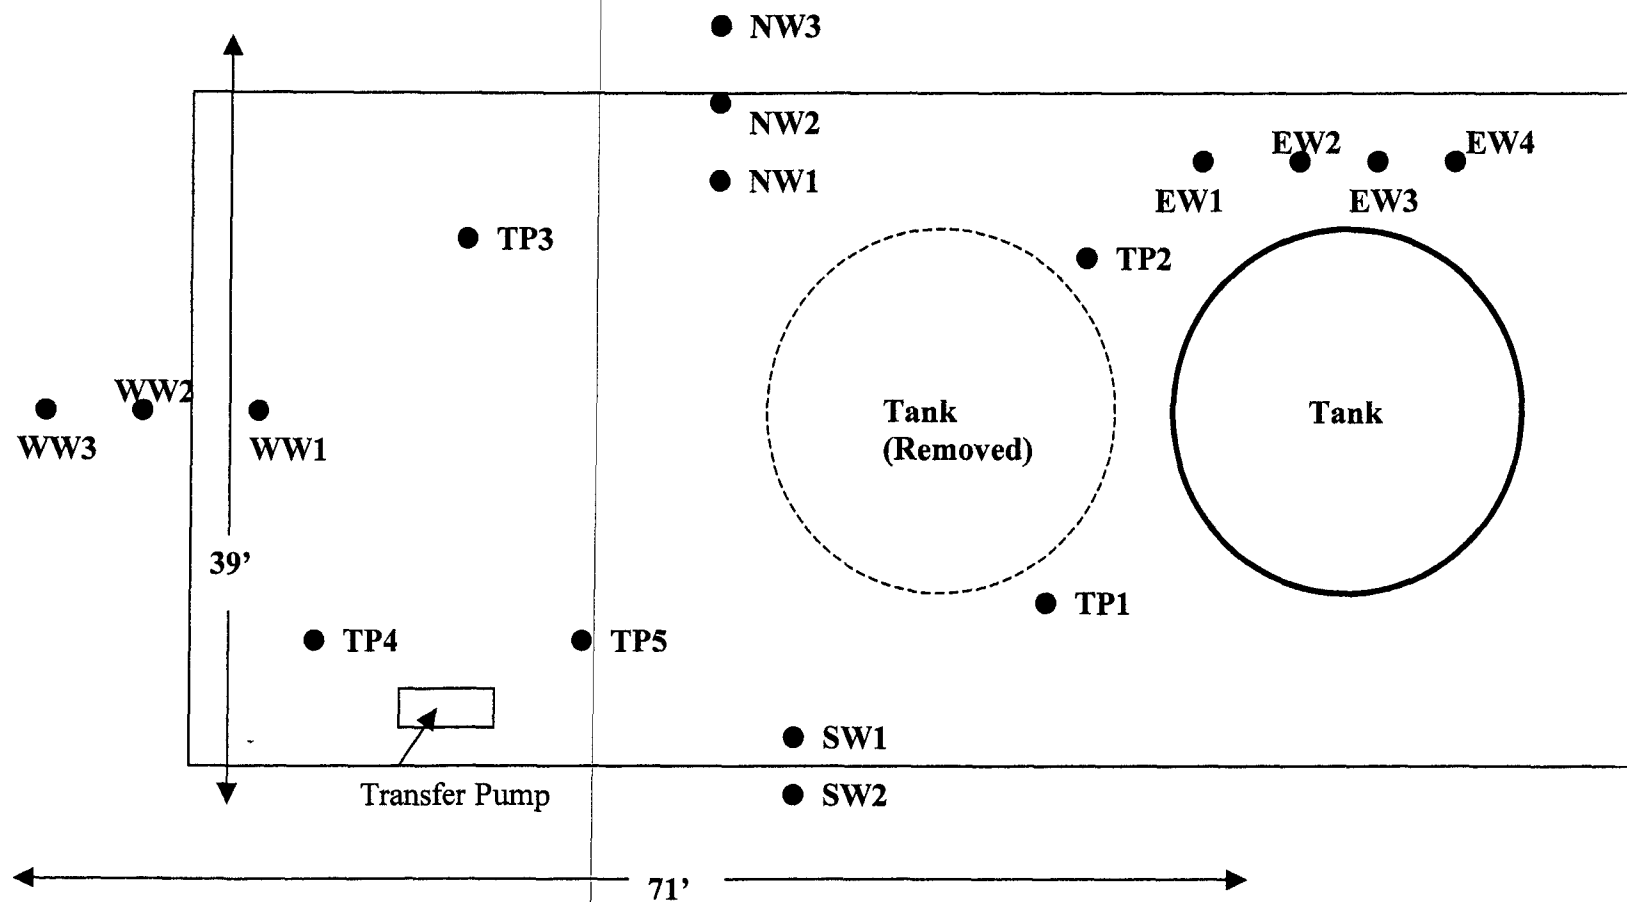 NW3
NW2
NW1
EW2
EW4
EW1
EW3
TP3
TP2
WW2
WW3
WW1
Tank
(Removed)
Tank
39’
TP1
TP4
TP5
SW1
Transfer Pump
SW2
71’